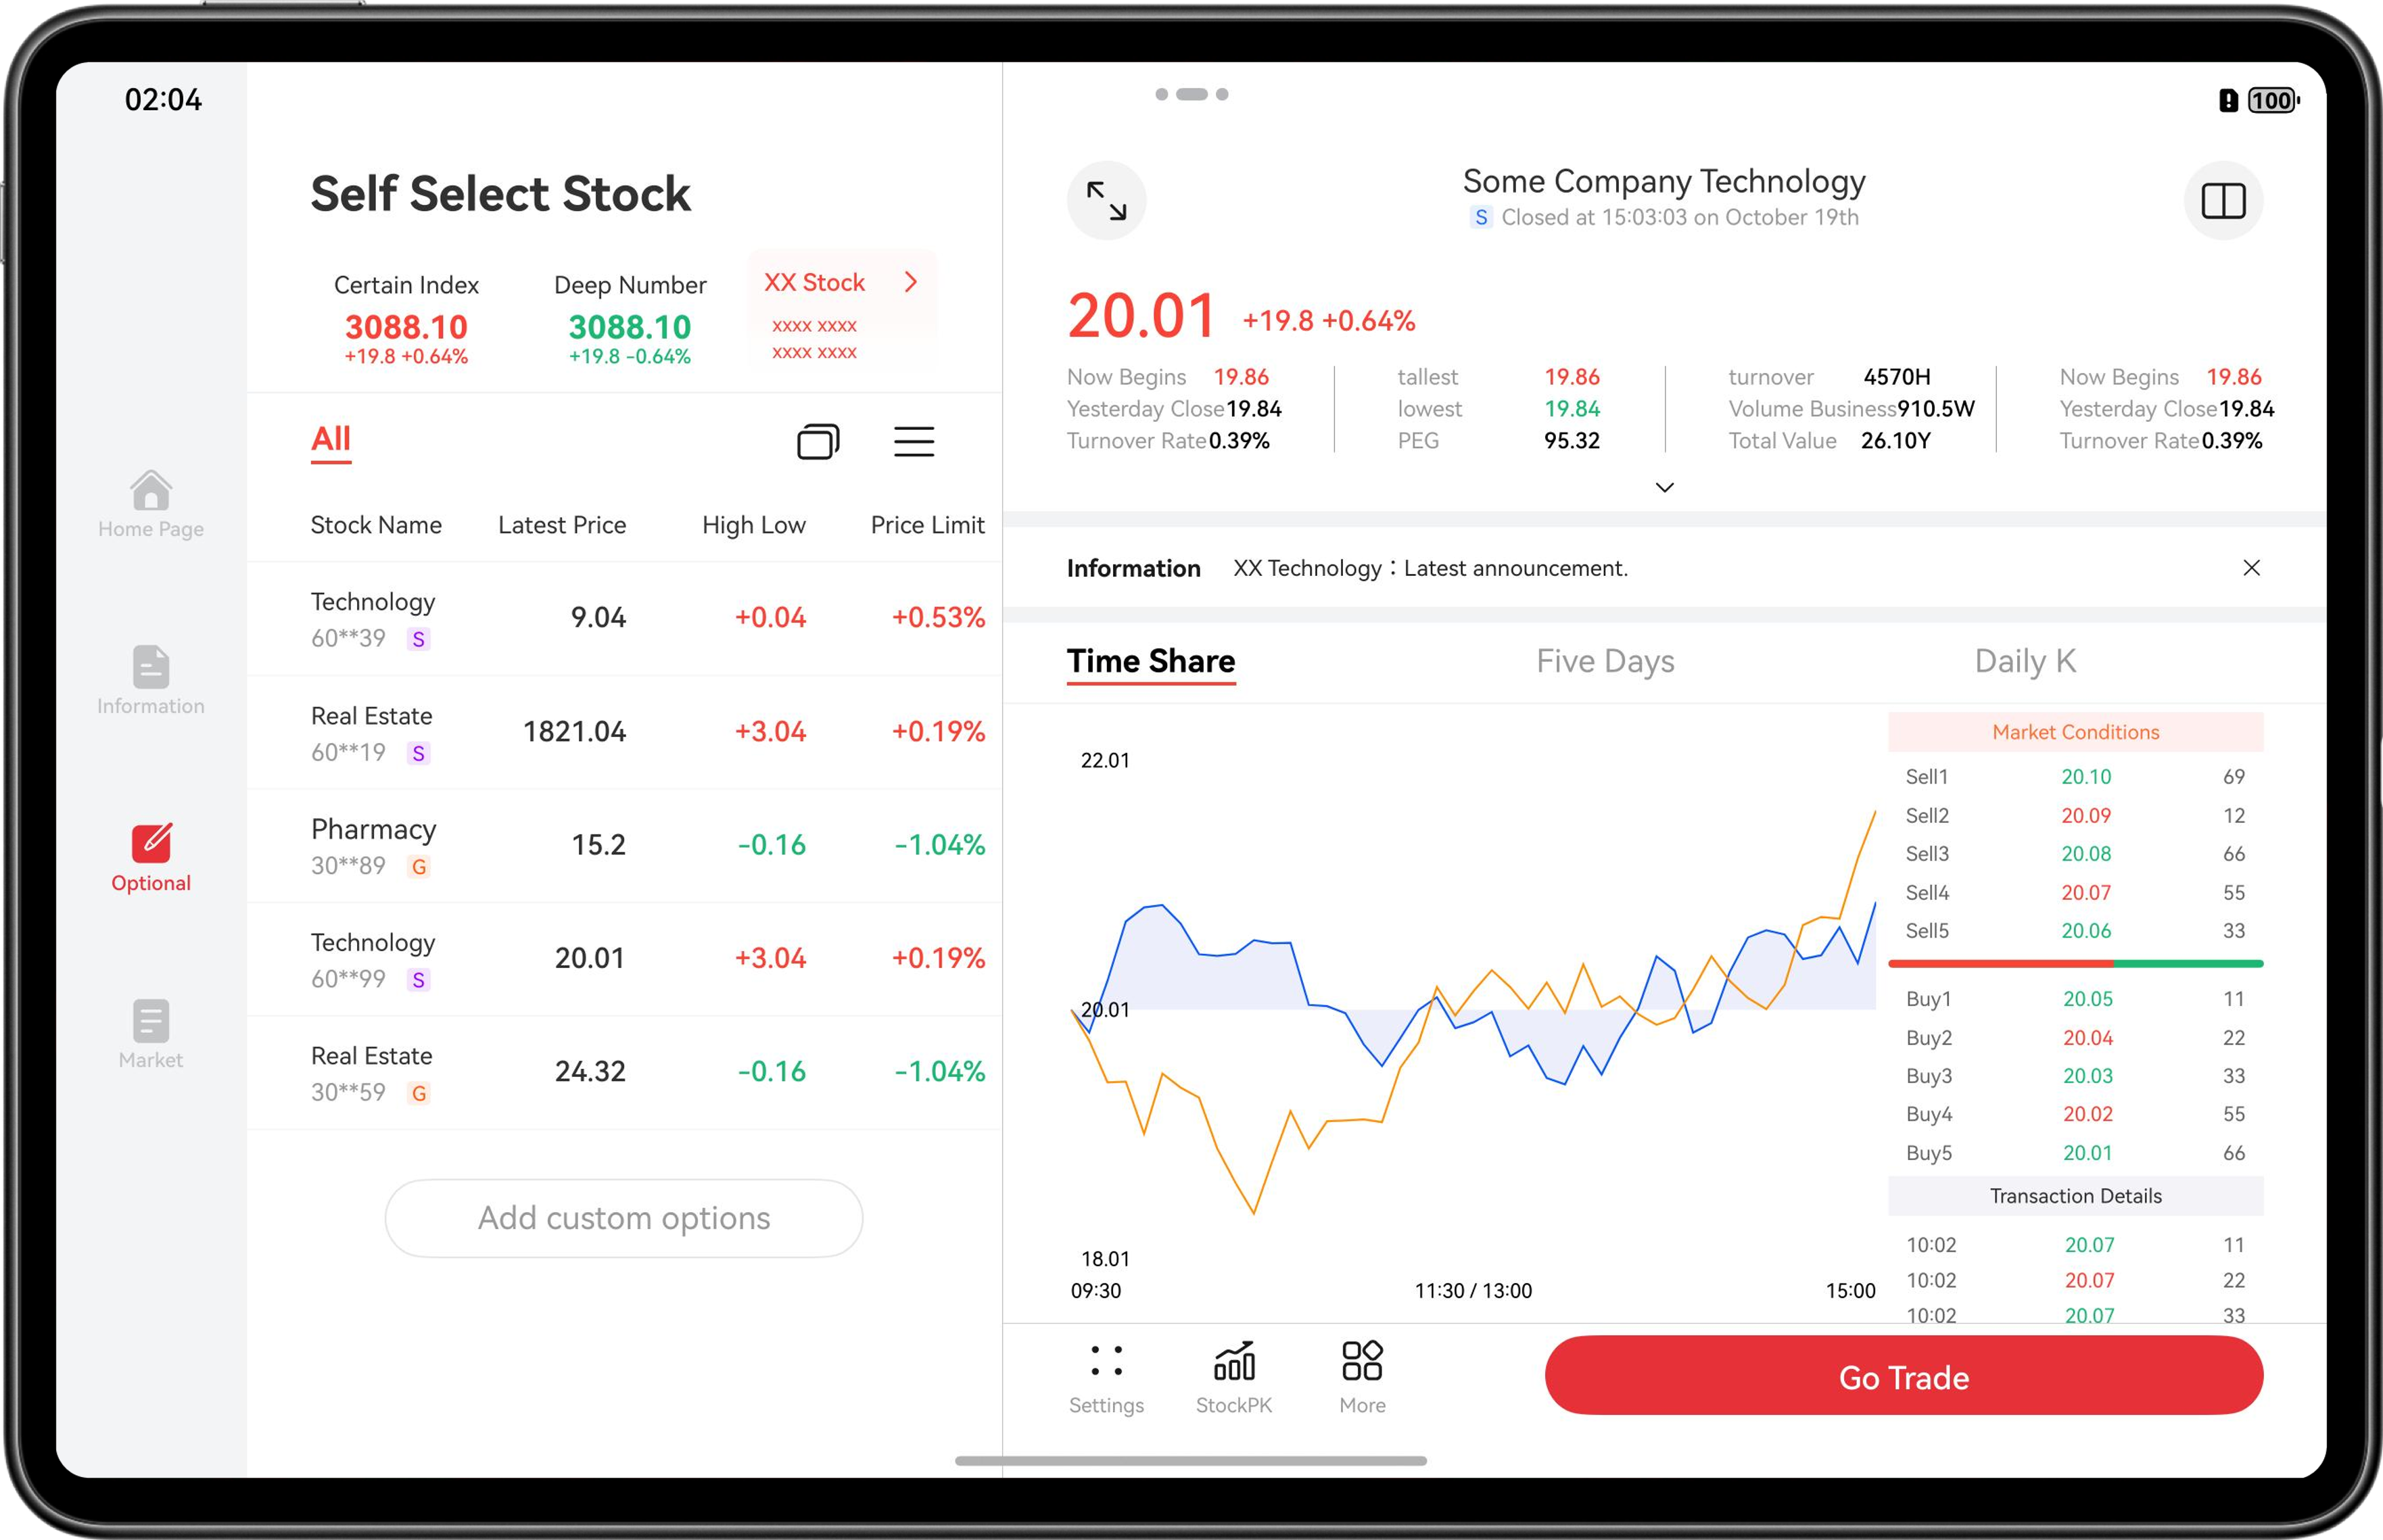 02:04
100
Home Page
Information
Optional
Market
Self Select Stock
Certain Index
3088.10
+19.8 +0.64%
Deep Number
3088.10
+19.8 -0.64%
XX Stock
xxxx xxxx
xxxx xxxx
All
Stock Name Latest Price High Low Price Limit
Technology
60**39 S
9.04 +0.04 +0.53%
Real Estate
60**19 S
1821.04 +3.04 +0.19%
Pharmacy
30**89 G
15.2 -0.16 -1.04%
Technology
60**99 S
20.01 +3.04 +0.19%
Real Estate
30**59 G
24.32 -0.16 -1.04%
Add custom options
Some Company Technology
S Closed at 15:03:03 on October 19th
20.01 +19.8 +0.64%
Now Begins 19.86
Yesterday Close 19.84
Turnover Rate 0.39%
tallest 19.86
lowest 19.84
PEG 95.32
turnover 4570H
Volume Business 910.5W
Total Value 26.10Y
Now Begins 19.86
Yesterday Close 19.84
Turnover Rate 0.39%
Information XX Technology：Latest announcement.
Time Share Five Days Daily K
22.01
20.01
18.01
09:30 11:30 / 13:00 15:00
Market Conditions
Sell1 20.10 69
Sell2 20.09 12
Sell3 20.08 66
Sell4 20.07 55
Sell5 20.06 33
Buy1 20.05 11
Buy2 20.04 22
Buy3 20.03 33
Buy4 20.02 55
Buy5 20.01 66
Transaction Details
10:02 20.07 11
10:02 20.07 22
10:02 20.07 33
Settings
StockPK
More
Go Trade